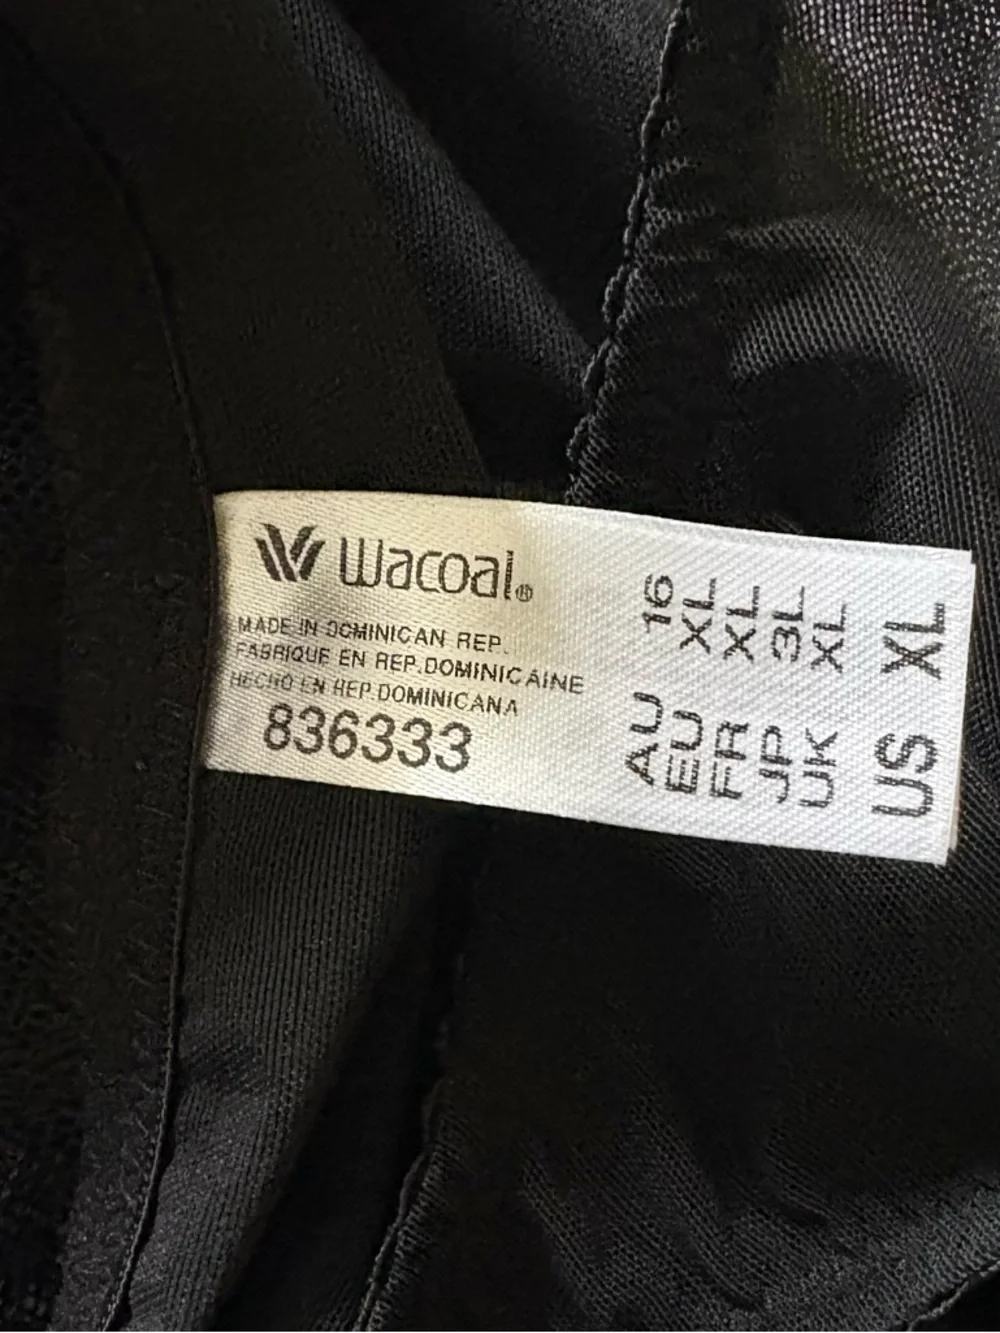 Wacoal®
MADE IN DOMINICAN REP.
FABRIQUE EN REP.DOMINICAINE
HECHO EN REP.DOMINICANA
836333
AU 16
EU XL
FR XL
JP 3L
UK XL
US XL